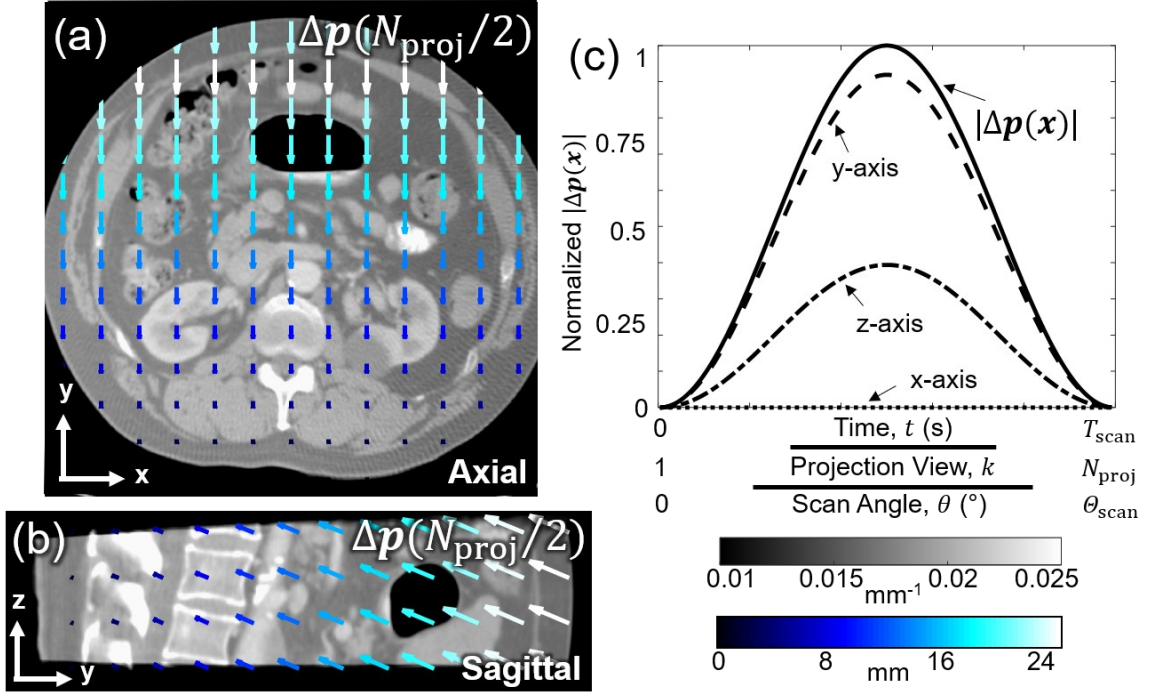 (a)
Δp(N_proj/2)
y
x
Axial
(b)
Δp(N_proj/2)
z
y
Sagittal
(c)
Normalized |Δp(x)|
1
0.75
0.5
0.25
0
|Δp(x)|
y-axis
z-axis
x-axis
0 Time, t (s) T_scan
1 Projection View, k N_proj
0 Scan Angle, θ (°) Θ_scan
0.01 0.015 0.02 0.025
mm⁻¹
0 8 16 24
mm